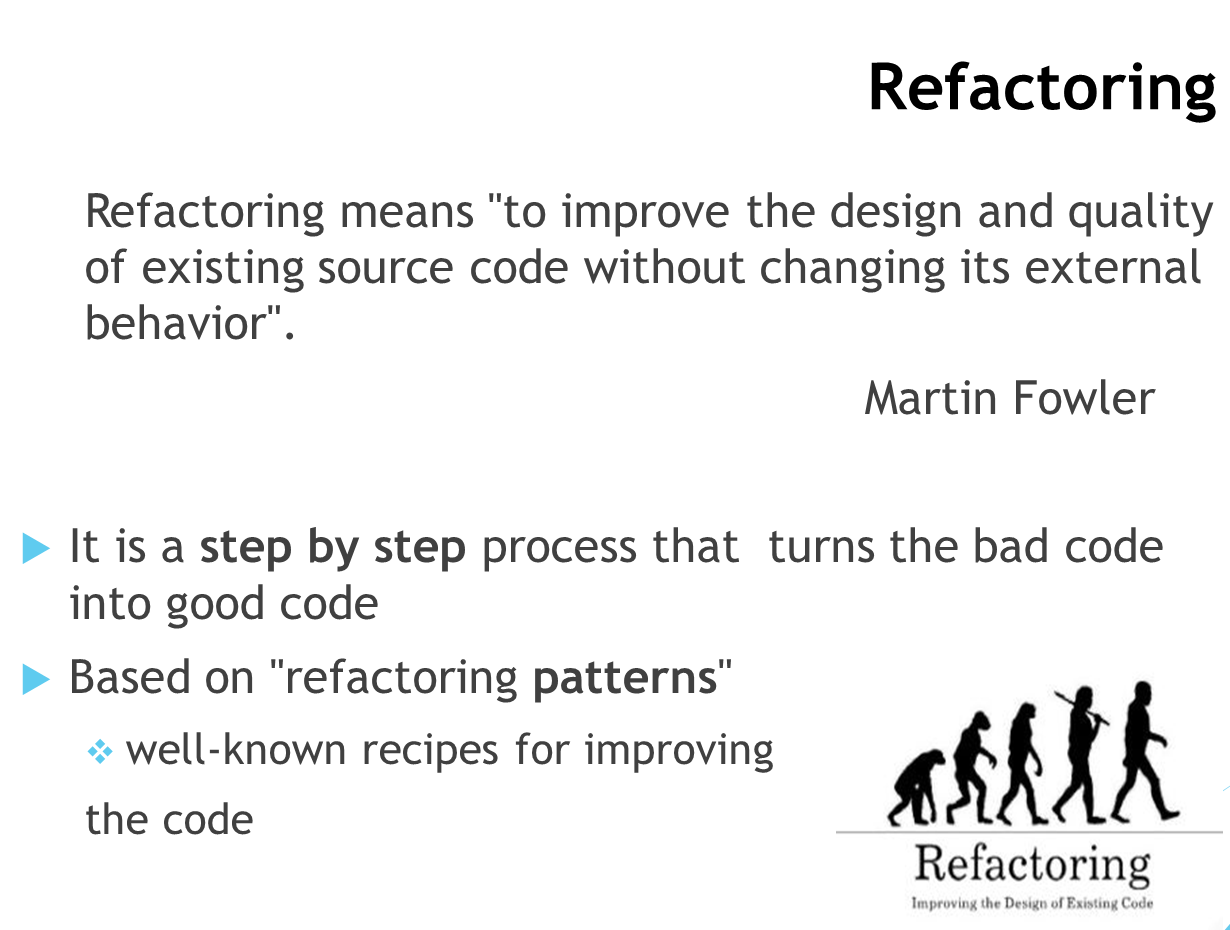 Refactoring
Refactoring means "to improve the design and quality
of existing source code without changing its external
behavior".
Martin Fowler
It is a step by step process that  turns the bad code
into good code
Based on "refactoring patterns"
well-known recipes for improving
the code
Refactoring
Improving the Design of Existing Code